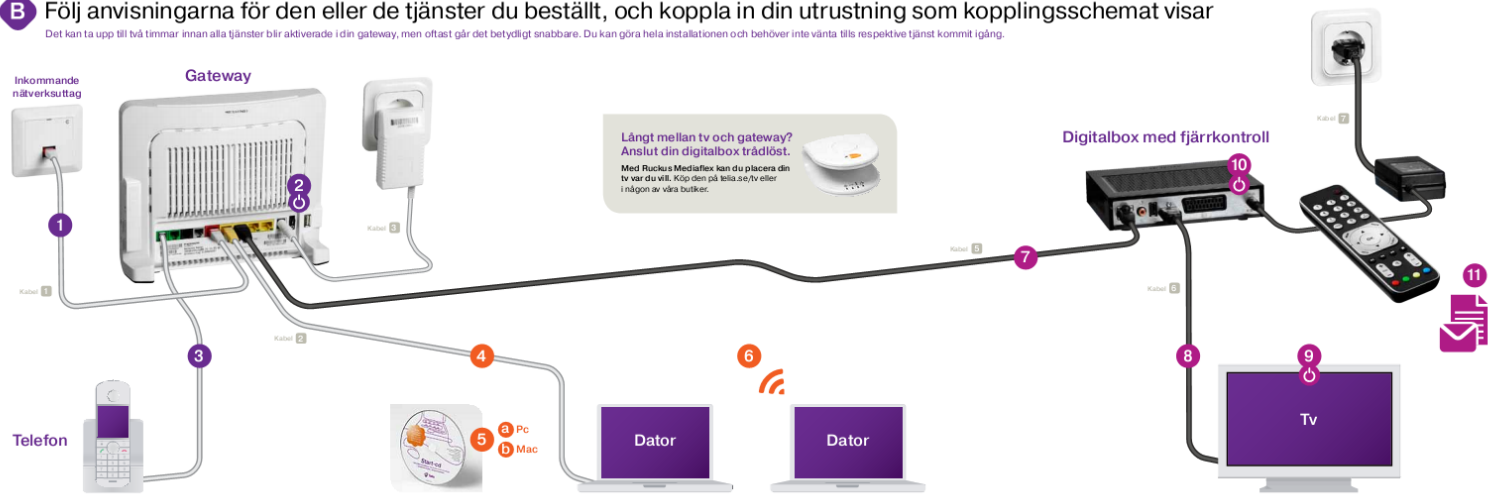 B Följ anvisningarna för den eller de tjänster du beställt, och koppla in din utrustning som kopplingsschemat visar
Det kan ta upp till två timmar innan alla tjänster blir aktiverade i din gateway, men oftast går det betydligt snabbare. Du kan göra hela installationen och behöver inte vänta tills respektive tjänst kommit igång.
Inkommande
nätverksuttag
Gateway
Långt mellan tv och gateway?
Anslut din digitalbox trådlöst.
Med Ruckus Mediaflex kan du placera din
tv var du vill. Köp den på telia.se/tv eller
i någon av våra butiker.
Digitalbox med fjärrkontroll
Kabel 7
10
2
1
Kabel 3
Kabel 5
7
11
Kabel 1
Kabel 6
Kabel 2
3
4
6
8
9
Telefon
Start-cd
5
a Pc
b Mac
Dator
Dator
Tv